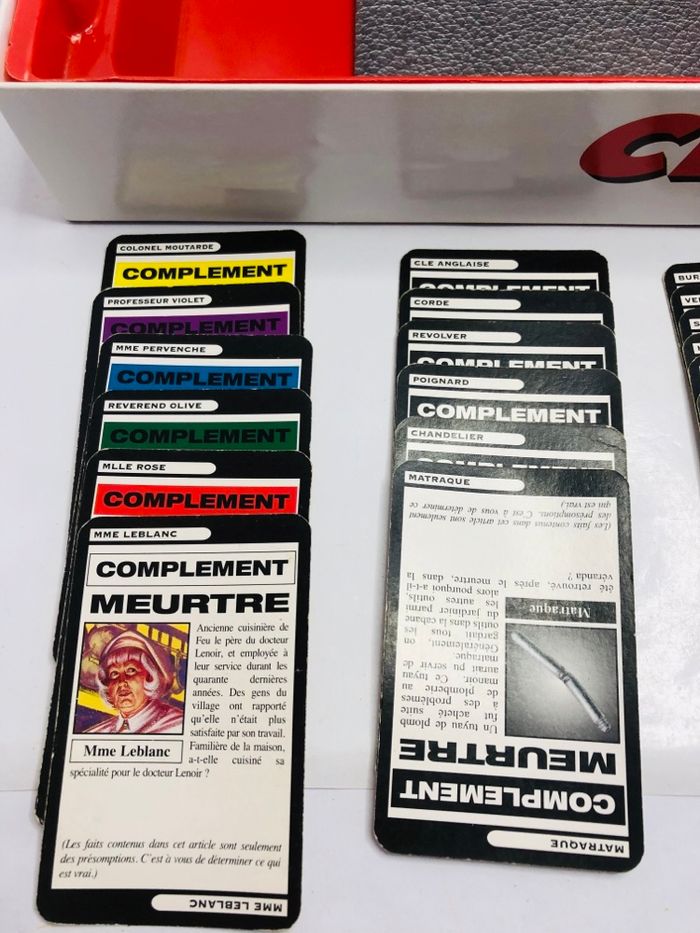 CL
COLONEL MOUTARDE
COMPLEMENT
PROFESSEUR VIOLET
COMPLEMENT
MME PERVENCHE
COMPLEMENT
REVEREND OLIVE
COMPLEMENT
MLLE ROSE
COMPLEMENT
MME LEBLANC
COMPLEMENT
MEURTRE
Ancienne cuisinière de
Feu le père du docteur
Lenoir, et employée à
leur service durant les
quarante dernières
années. Des gens du
village ont rapporté
qu'elle n'était plus
satisfaite par son travail.
Familière de la maison,
a-t-elle cuisiné sa
spécialité pour le docteur Lenoir ?
Mme Leblanc
(Les faits contenus dans cet article sont seulement
des présomptions. C'est à vous de déterminer ce qui
est vrai.)
MME LEBLANC
CLE ANGLAISE
COMPLEMENT
CORDE
REVOLVER
COMPLEMENT
POIGNARD
COMPLEMENT
CHANDELIER
COMPLEMENT
MATRAQUE
MATRAQUE
COMPLEMENT
MEURTRE
Un tuyau de plomb
fut acheté suite
à des problèmes
de plomberie au
manoir. Ce tuyau
aurait pu servir de
matraque.
Généralement, on
gardait tous les
outils dans la cabane
du jardinier parmi
les autres outils,
alors pourquoi a-t-il
été retrouvé, après le meurtre, dans la
véranda ?
Matraque
(Les faits contenus dans cet article sont seulement
des présomptions. C'est à vous de déterminer ce
qui est vrai.)
BUR